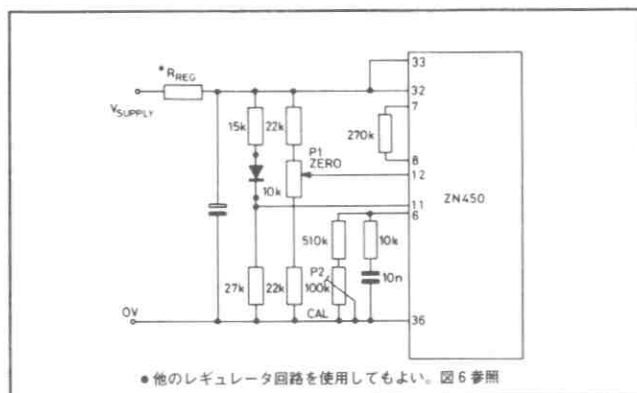 33
* RREG
32
VSUPPLY
7
15k
22k
270k
P1
ZERO
8
12
10k
11
ZN450
6
510k
10k
P2
10n
27k
22k
100k
0V
CAL
36
● 他のレギュレータ回路を使用してもよい。図6参照